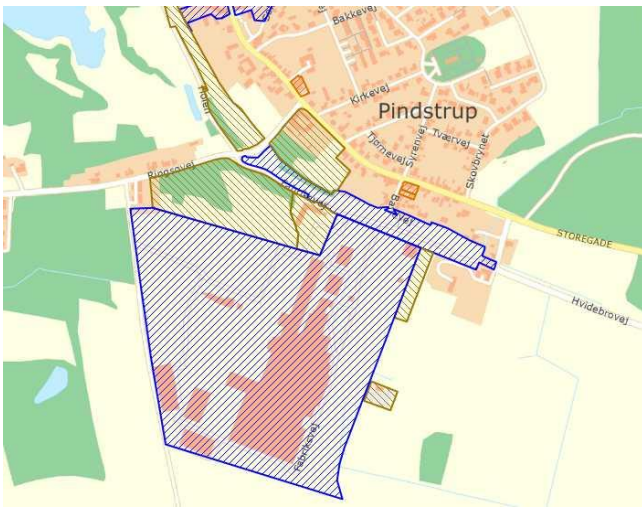 Bakkevej
Kirkevej
Pindstrup
Tværvej
Tjørnevej
Syrenvej
Skovbrynet
Ringsøvej
STOREGADE
Hvidebrovej
Fabriksvej